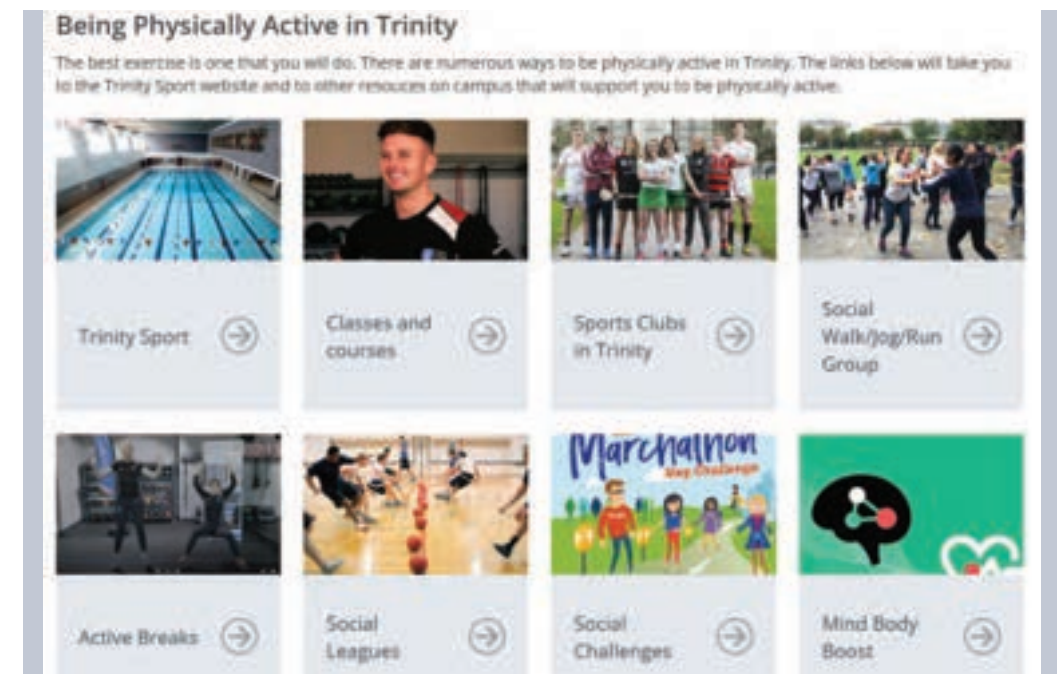 Being Physically Active in Trinity
The best exercise is one that you will do. There are numerous ways to be physically active in Trinity. The links below will take you
to the Trinity Sport website and to other resouces on campus that will support you to be physically active.
Trinity Sport
Classes and
courses
Sports Clubs
in Trinity
Social
Walk/Jog/Run
Group
Marchathon
Step Challenge
Active Breaks
Social
Leagues
Social
Challenges
Mind Body
Boost